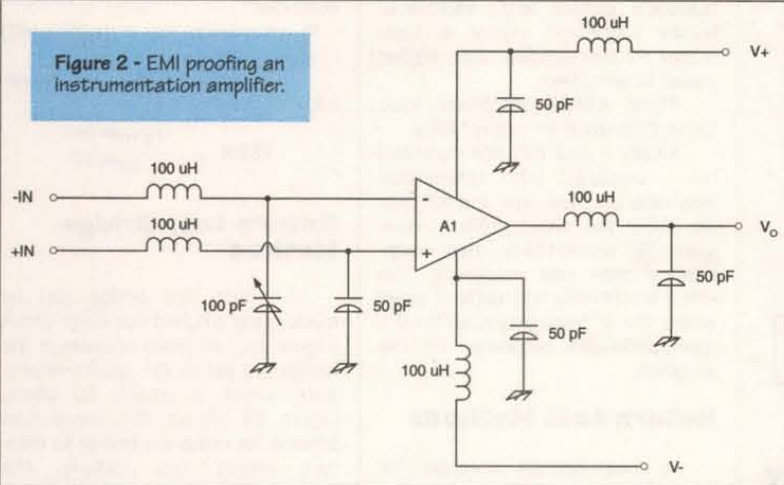 Figure 2 - EMI proofing an
instrumentation amplifier.
100 uH
V+
50 pF
100 uH
-IN
100 uH
+IN
100 pF
50 pF
-
A1
+
100 uH
Vo
50 pF
50 pF
100 uH
V-